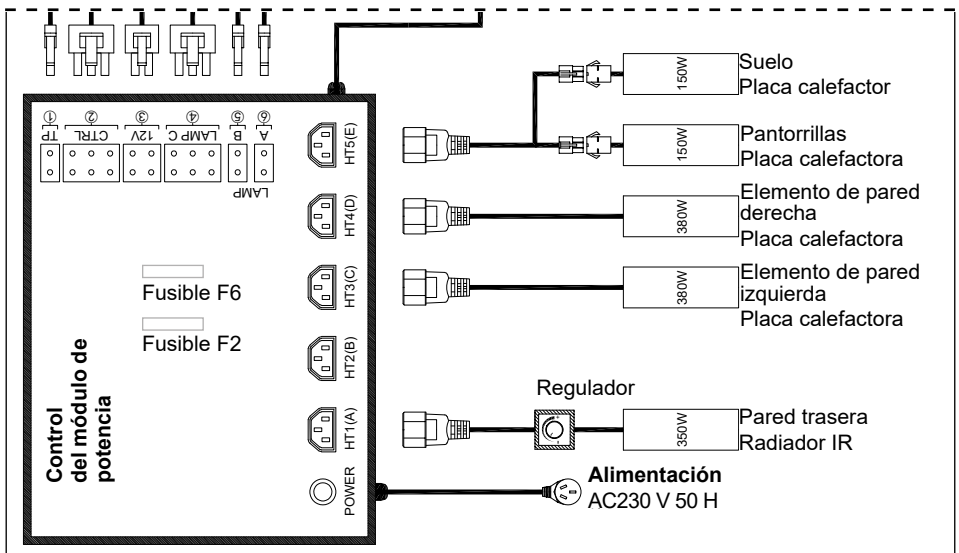 ① ② ③ ④ ⑤ ⑥
TP CTRL 12V LAMP C B A
LAMP
HT5(E)
150W
Suelo
Placa calefactor
150W
Pantorrillas
Placa calefactora
HT4(D)
380W
Elemento de pared
derecha
Placa calefactora
HT3(C)
380W
Elemento de pared
izquierda
Placa calefactora
Fusible F6
Fusible F2
HT2(B)
Control
del módulo de
potencia
HT1(A)
Regulador
350W
Pared trasera
Radiador IR
POWER
Alimentación
AC230 V 50 H